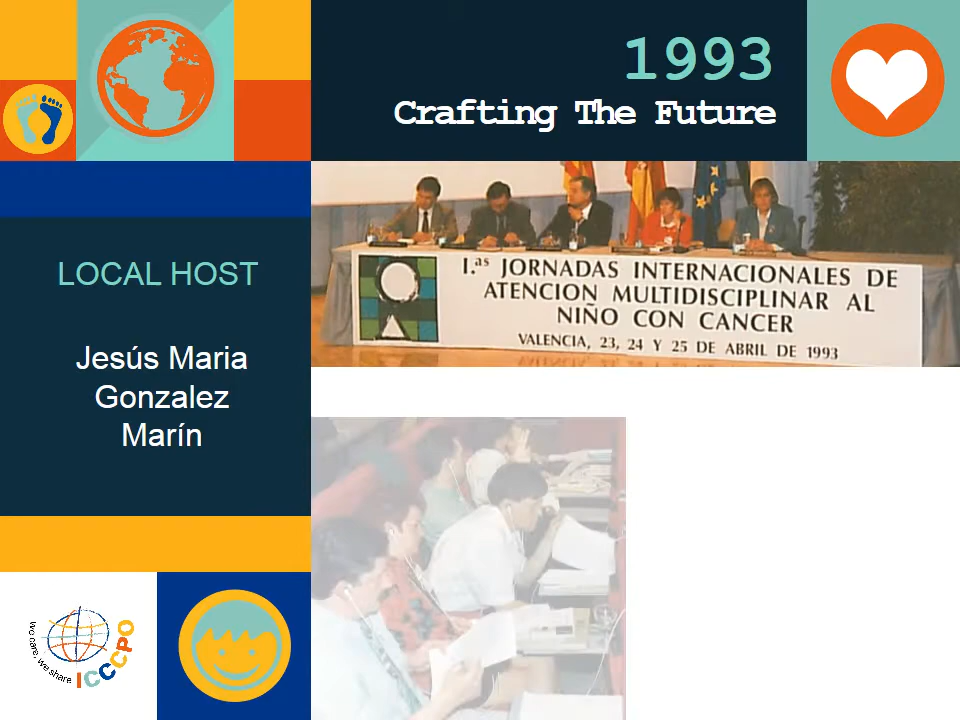 1993
Crafting The Future
LOCAL HOST
Jesús Maria
Gonzalez
Marín
I.as JORNADAS INTERNACIONALES DE
ATENCION MULTIDISCIPLINAR AL
NIÑO CON CANCER
VALENCIA, 23, 24 Y 25 DE ABRIL DE 1993
We care, we share
ICCCPO